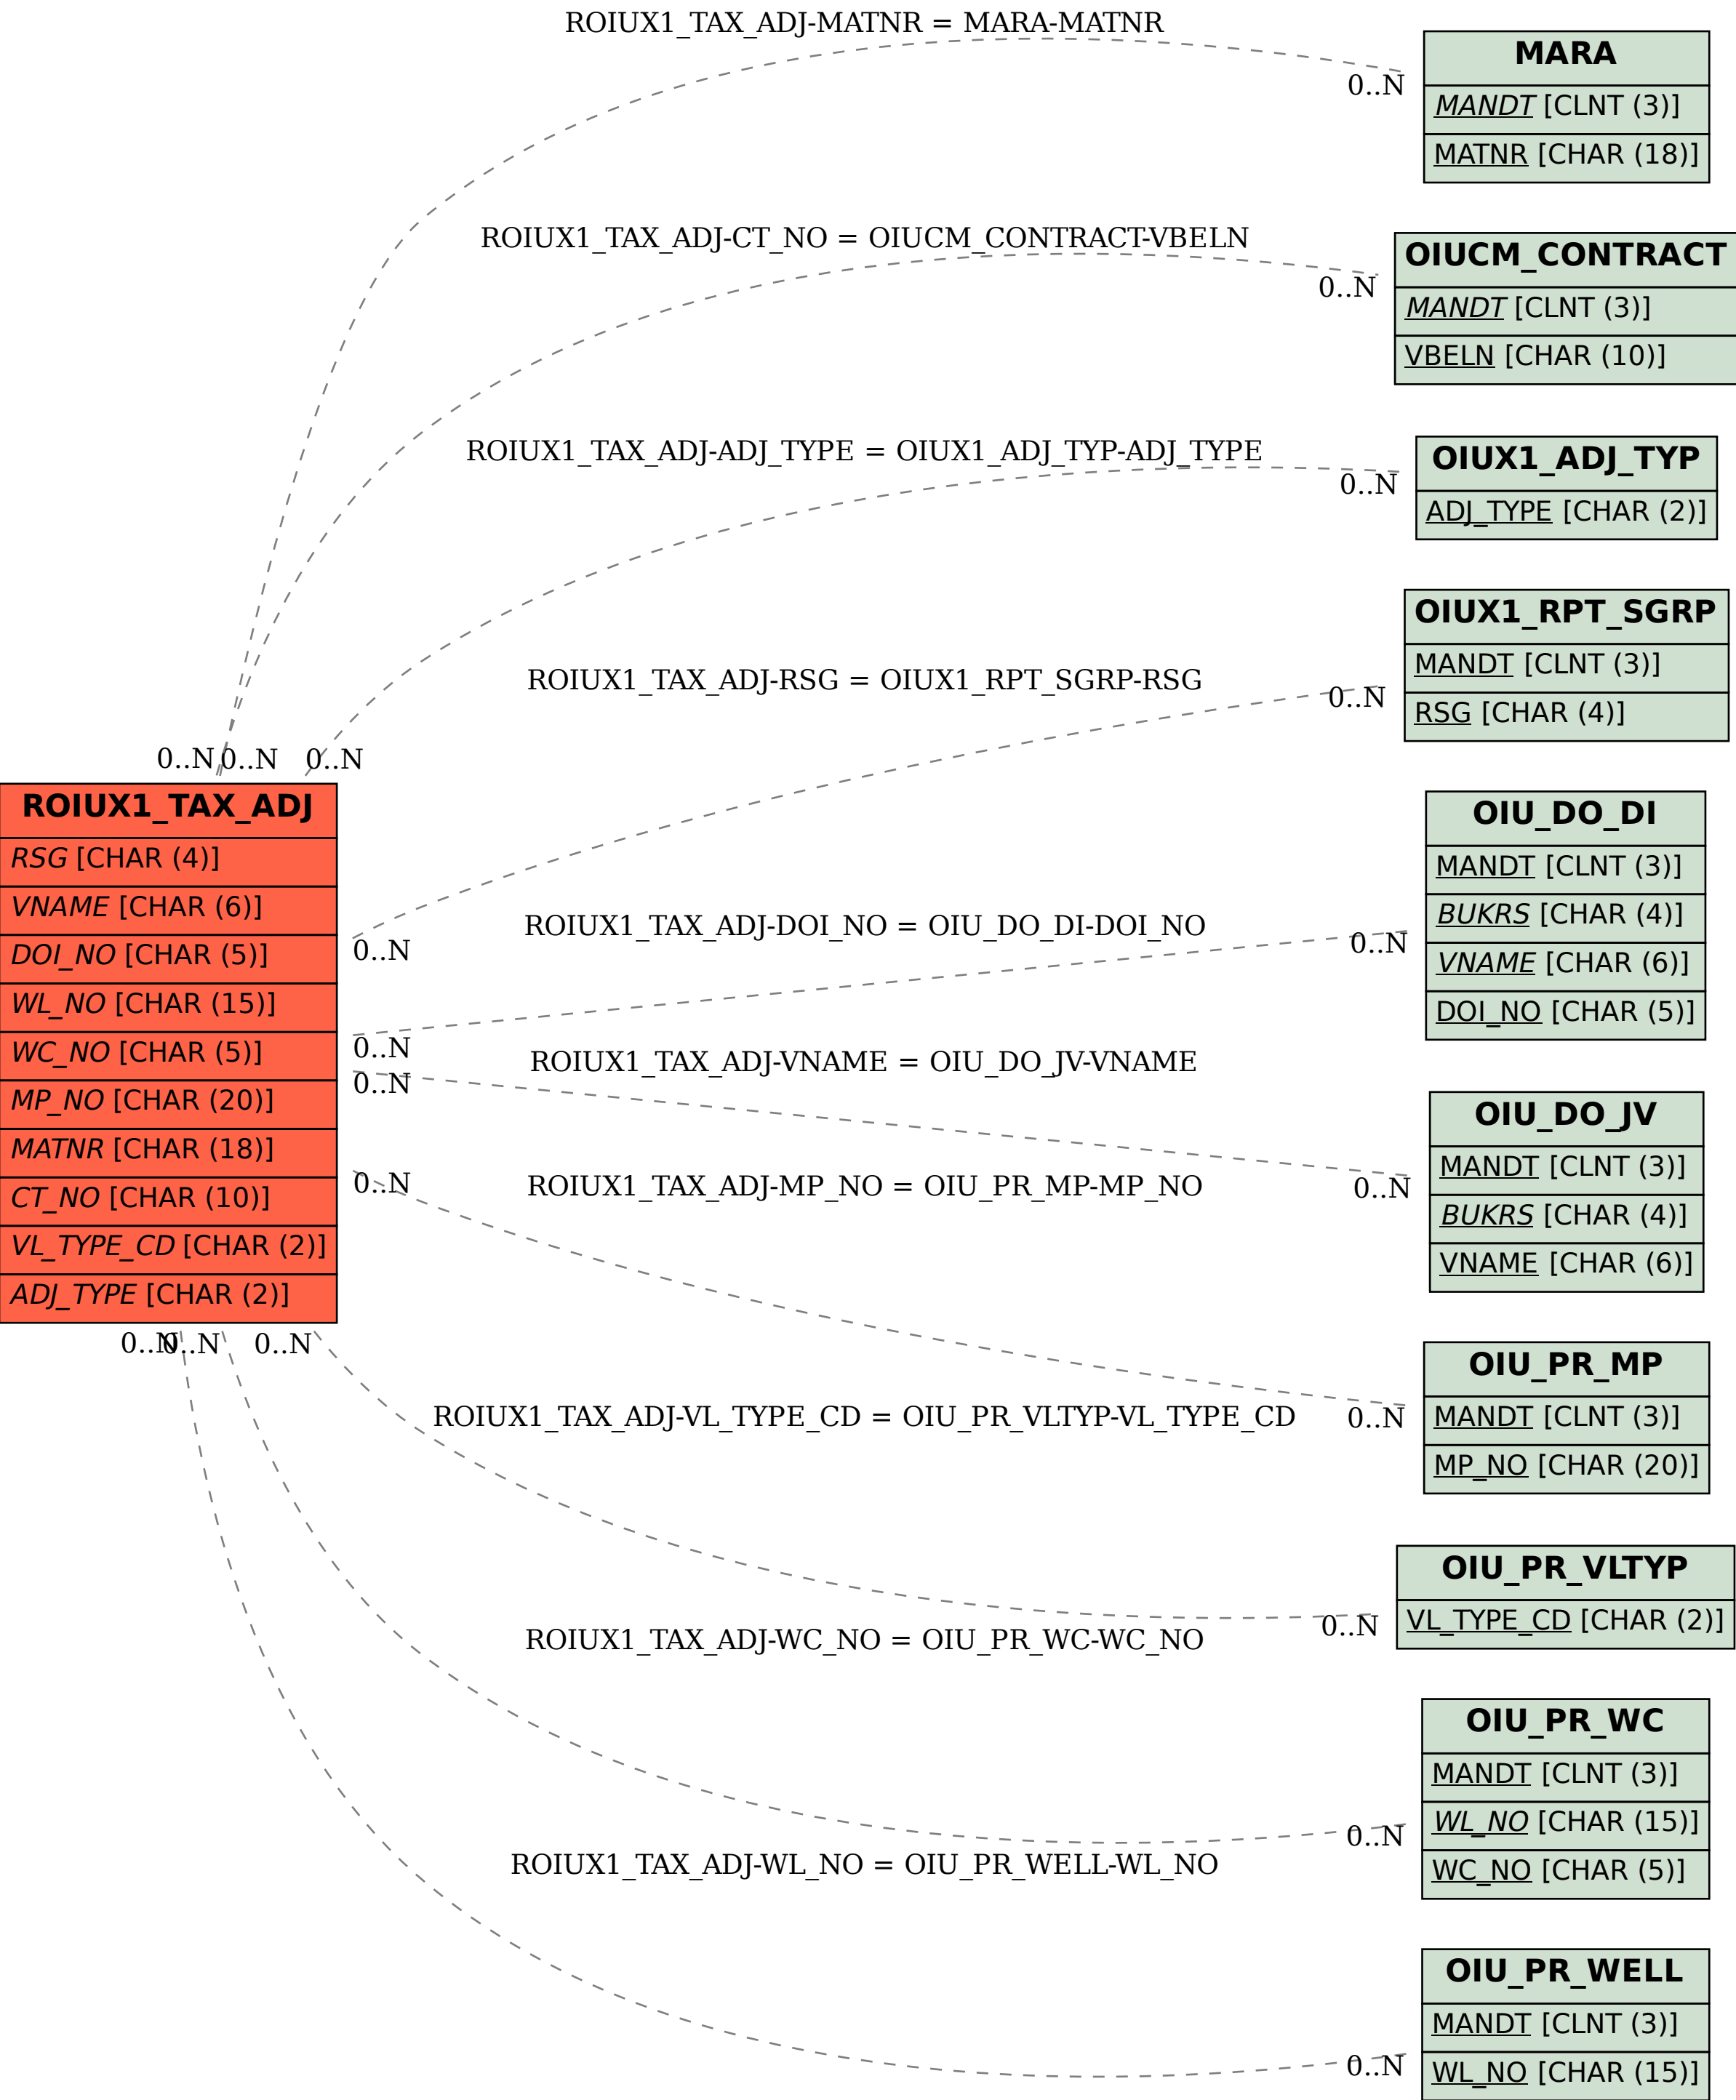 ROIUX1_TAX_ADJ-MATNR = MARA-MATNR
0..N
MARA
MANDT [CLNT (3)]
MATNR [CHAR (18)]
ROIUX1_TAX_ADJ-CT_NO = OIUCM_CONTRACT-VBELN
0..N
OIUCM_CONTRACT
MANDT [CLNT (3)]
VBELN [CHAR (10)]
ROIUX1_TAX_ADJ-ADJ_TYPE = OIUX1_ADJ_TYP-ADJ_TYPE
0..N
OIUX1_ADJ_TYP
ADJ_TYPE [CHAR (2)]
ROIUX1_TAX_ADJ-RSG = OIUX1_RPT_SGRP-RSG
0..N
OIUX1_RPT_SGRP
MANDT [CLNT (3)]
RSG [CHAR (4)]
0..N
0..N
0..N
ROIUX1_TAX_ADJ
RSG [CHAR (4)]
VNAME [CHAR (6)]
DOI_NO [CHAR (5)]
WL_NO [CHAR (15)]
WC_NO [CHAR (5)]
MP_NO [CHAR (20)]
MATNR [CHAR (18)]
CT_NO [CHAR (10)]
VL_TYPE_CD [CHAR (2)]
ADJ_TYPE [CHAR (2)]
0..N
0..N
0..N
0..N
0..N
0..N
0..N
ROIUX1_TAX_ADJ-DOI_NO = OIU_DO_DI-DOI_NO
0..N
OIU_DO_DI
MANDT [CLNT (3)]
BUKRS [CHAR (4)]
VNAME [CHAR (6)]
DOI_NO [CHAR (5)]
ROIUX1_TAX_ADJ-VNAME = OIU_DO_JV-VNAME
0..N
OIU_DO_JV
MANDT [CLNT (3)]
BUKRS [CHAR (4)]
VNAME [CHAR (6)]
ROIUX1_TAX_ADJ-MP_NO = OIU_PR_MP-MP_NO
0..N
OIU_PR_MP
MANDT [CLNT (3)]
MP_NO [CHAR (20)]
ROIUX1_TAX_ADJ-VL_TYPE_CD = OIU_PR_VLTYP-VL_TYPE_CD
0..N
OIU_PR_VLTYP
VL_TYPE_CD [CHAR (2)]
ROIUX1_TAX_ADJ-WC_NO = OIU_PR_WC-WC_NO
0..N
OIU_PR_WC
MANDT [CLNT (3)]
WL_NO [CHAR (15)]
WC_NO [CHAR (5)]
ROIUX1_TAX_ADJ-WL_NO = OIU_PR_WELL-WL_NO
0..N
OIU_PR_WELL
MANDT [CLNT (3)]
WL_NO [CHAR (15)]